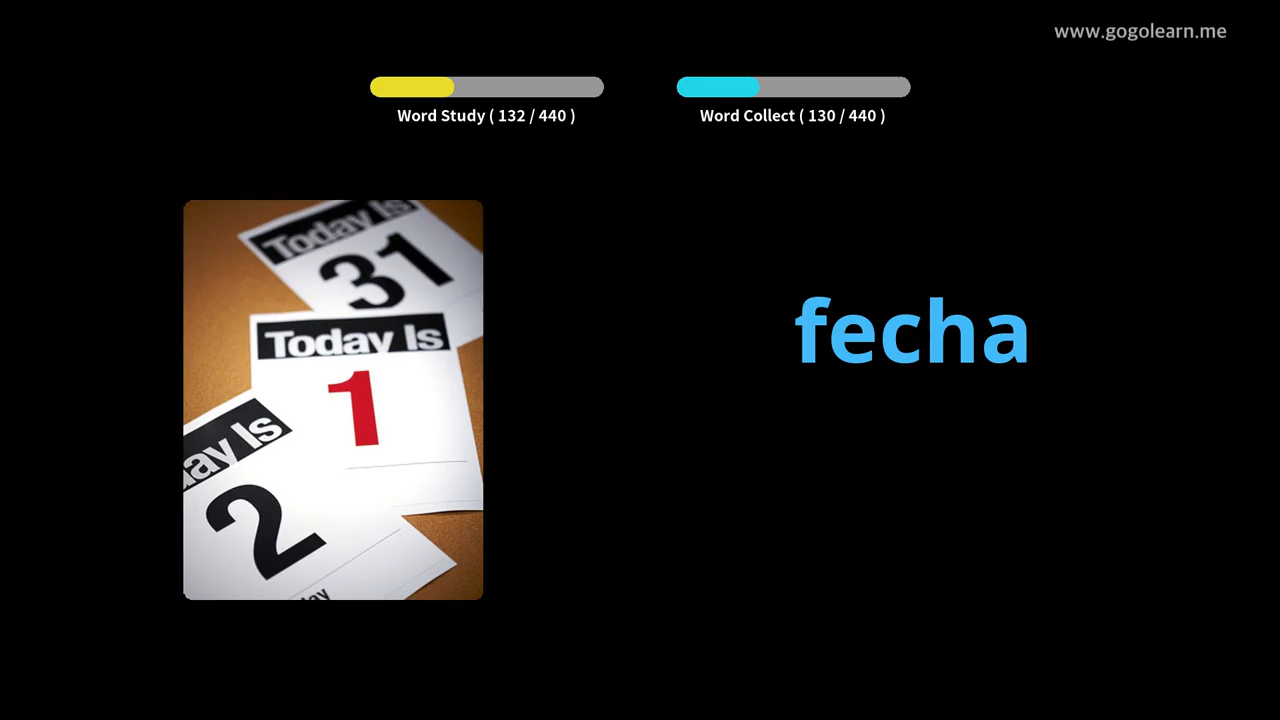 www.gogolearn.me
Word Study ( 132 / 440 )
Word Collect ( 130 / 440 )
Today Is
31
Today Is
1
ay Is
2
ay
fecha